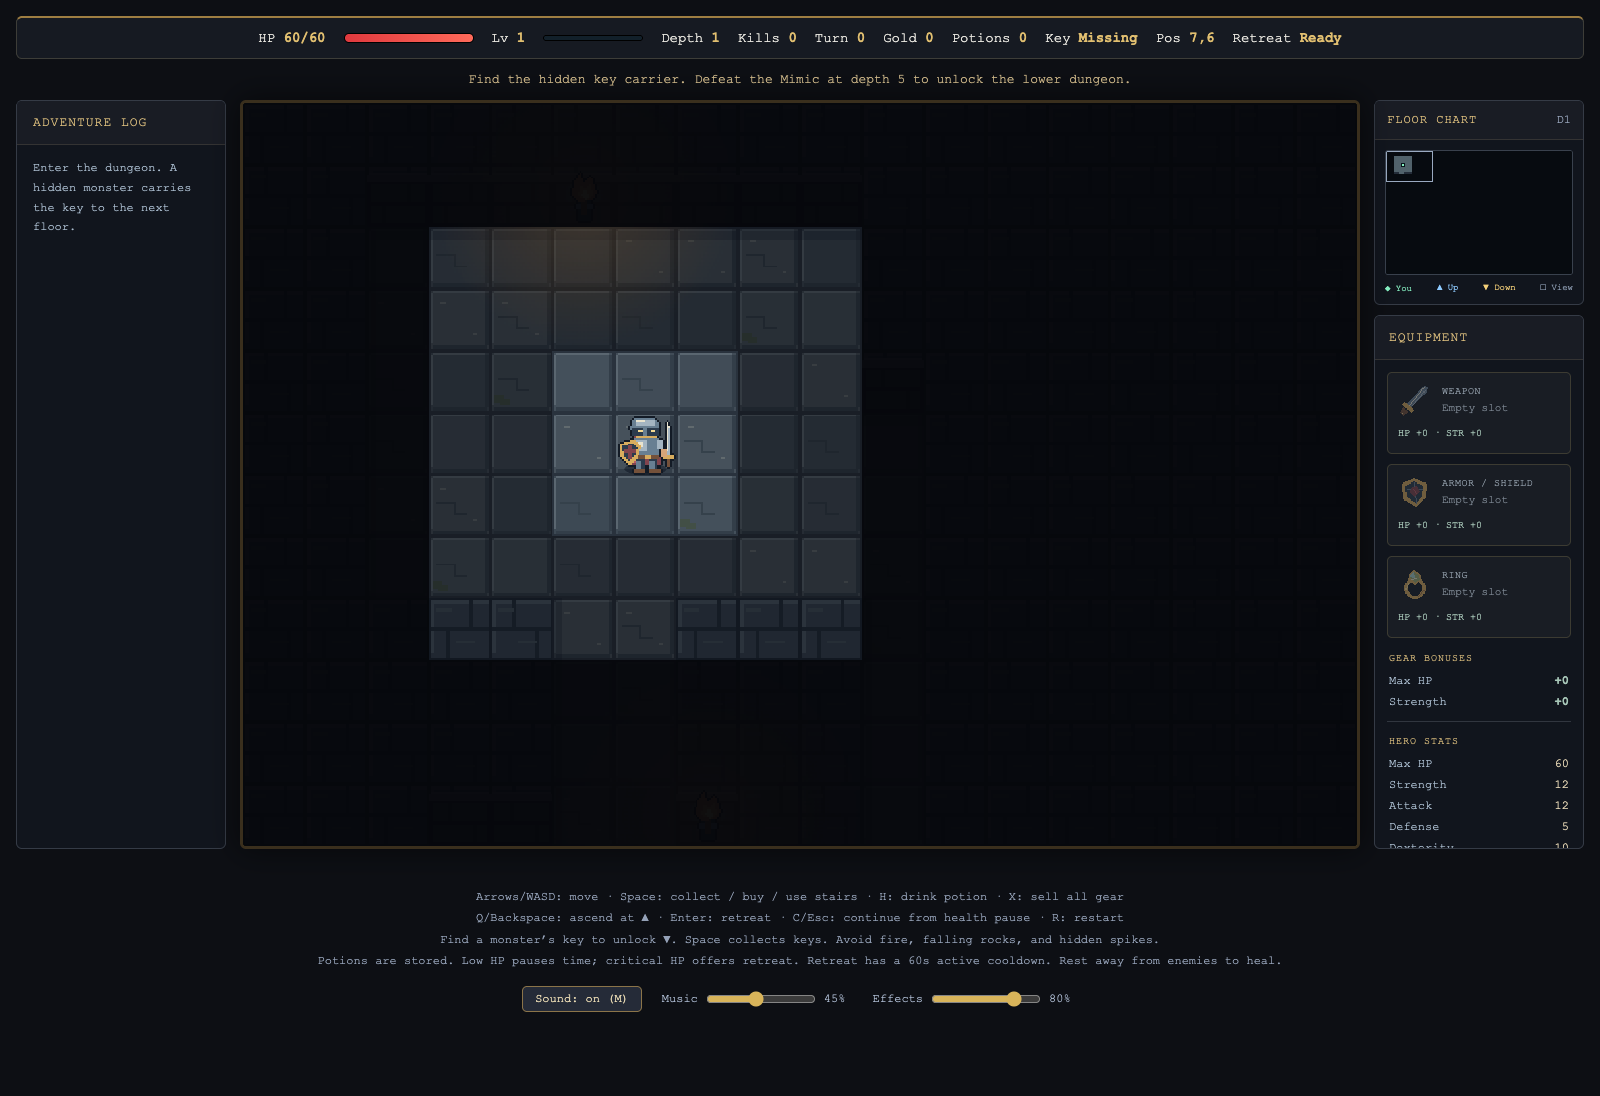 HP 60/60 Lv 1 Depth 1 Kills 0 Turn 0 Gold 0 Potions 0 Key Missing Pos 7,6 Retreat Ready
Find the hidden key carrier. Defeat the Mimic at depth 5 to unlock the lower dungeon.
ADVENTURE LOG
Enter the dungeon. A
hidden monster carries
the key to the next
floor.
FLOOR CHART D1
◆ You ▲ Up ▼ Down □ View
EQUIPMENT
WEAPON
Empty slot
HP +0 · STR +0
ARMOR / SHIELD
Empty slot
HP +0 · STR +0
RING
Empty slot
HP +0 · STR +0
GEAR BONUSES
Max HP +0
Strength +0
HERO STATS
Max HP 60
Strength 12
Attack 12
Defense 5
Dexterity 10
Arrows/WASD: move · Space: collect / buy / use stairs · H: drink potion · X: sell all gear
Q/Backspace: ascend at ▲ · Enter: retreat · C/Esc: continue from health pause · R: restart
Find a monster’s key to unlock ▼. Space collects keys. Avoid fire, falling rocks, and hidden spikes.
Potions are stored. Low HP pauses time; critical HP offers retreat. Retreat has a 60s active cooldown. Rest away from enemies to heal.
Sound: on (M) Music 45% Effects 80%